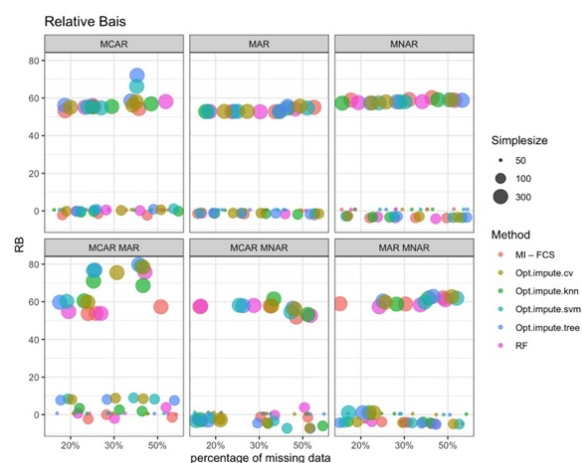 Relative Bais
MCAR
MAR
MNAR
80
60
40
20
0
MCAR MAR
MCAR MNAR
MAR MNAR
80
60
40
20
0
RB
20%
30%
50%
20%
30%
50%
20%
30%
50%
percentage of missing data
Simplesize
50
100
300
Method
MI – FCS
Opt.impute.cv
Opt.impute.knn
Opt.impute.svm
Opt.impute.tree
RF